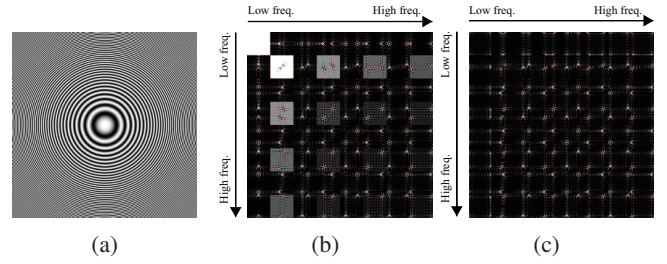 Low freq. High freq. Low freq. High freq.
Low freq.
High freq.
Low freq.
High freq.
(a) (b) (c)